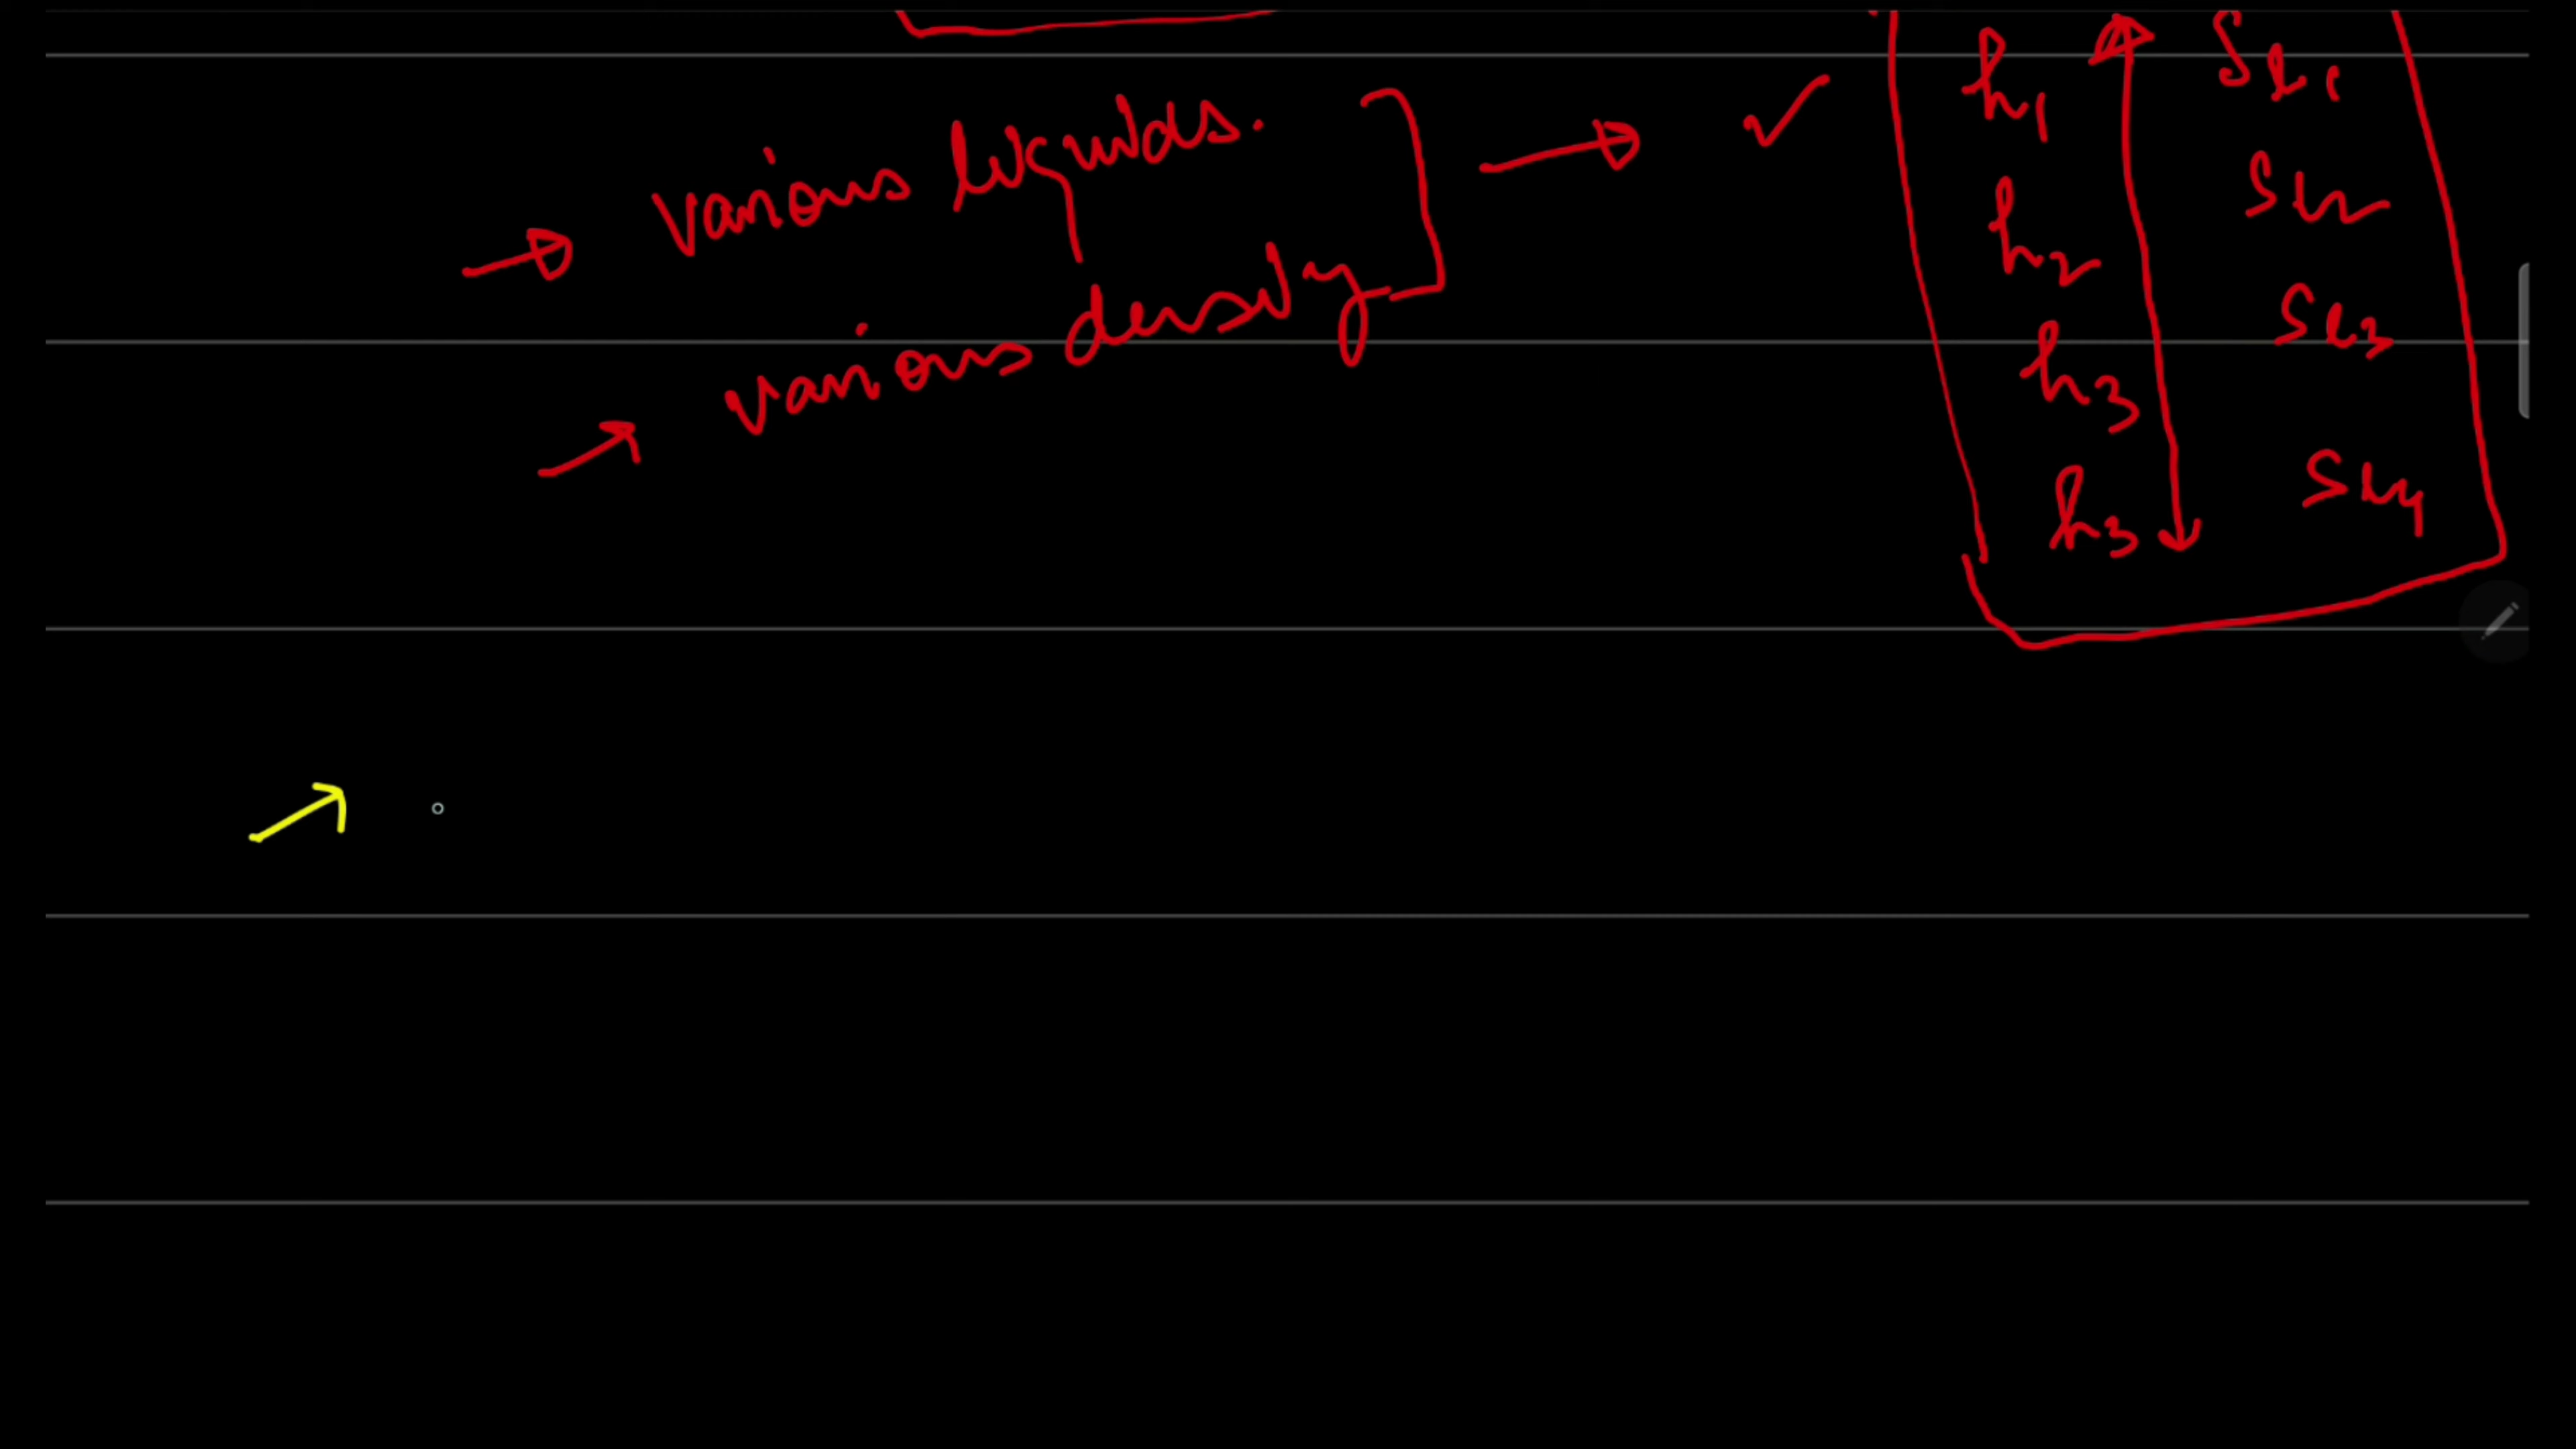 → various liquids. → ✓
→ various density
h1 Sl1
h2 Sl2
h3 Sl3
h3 Sl4
→